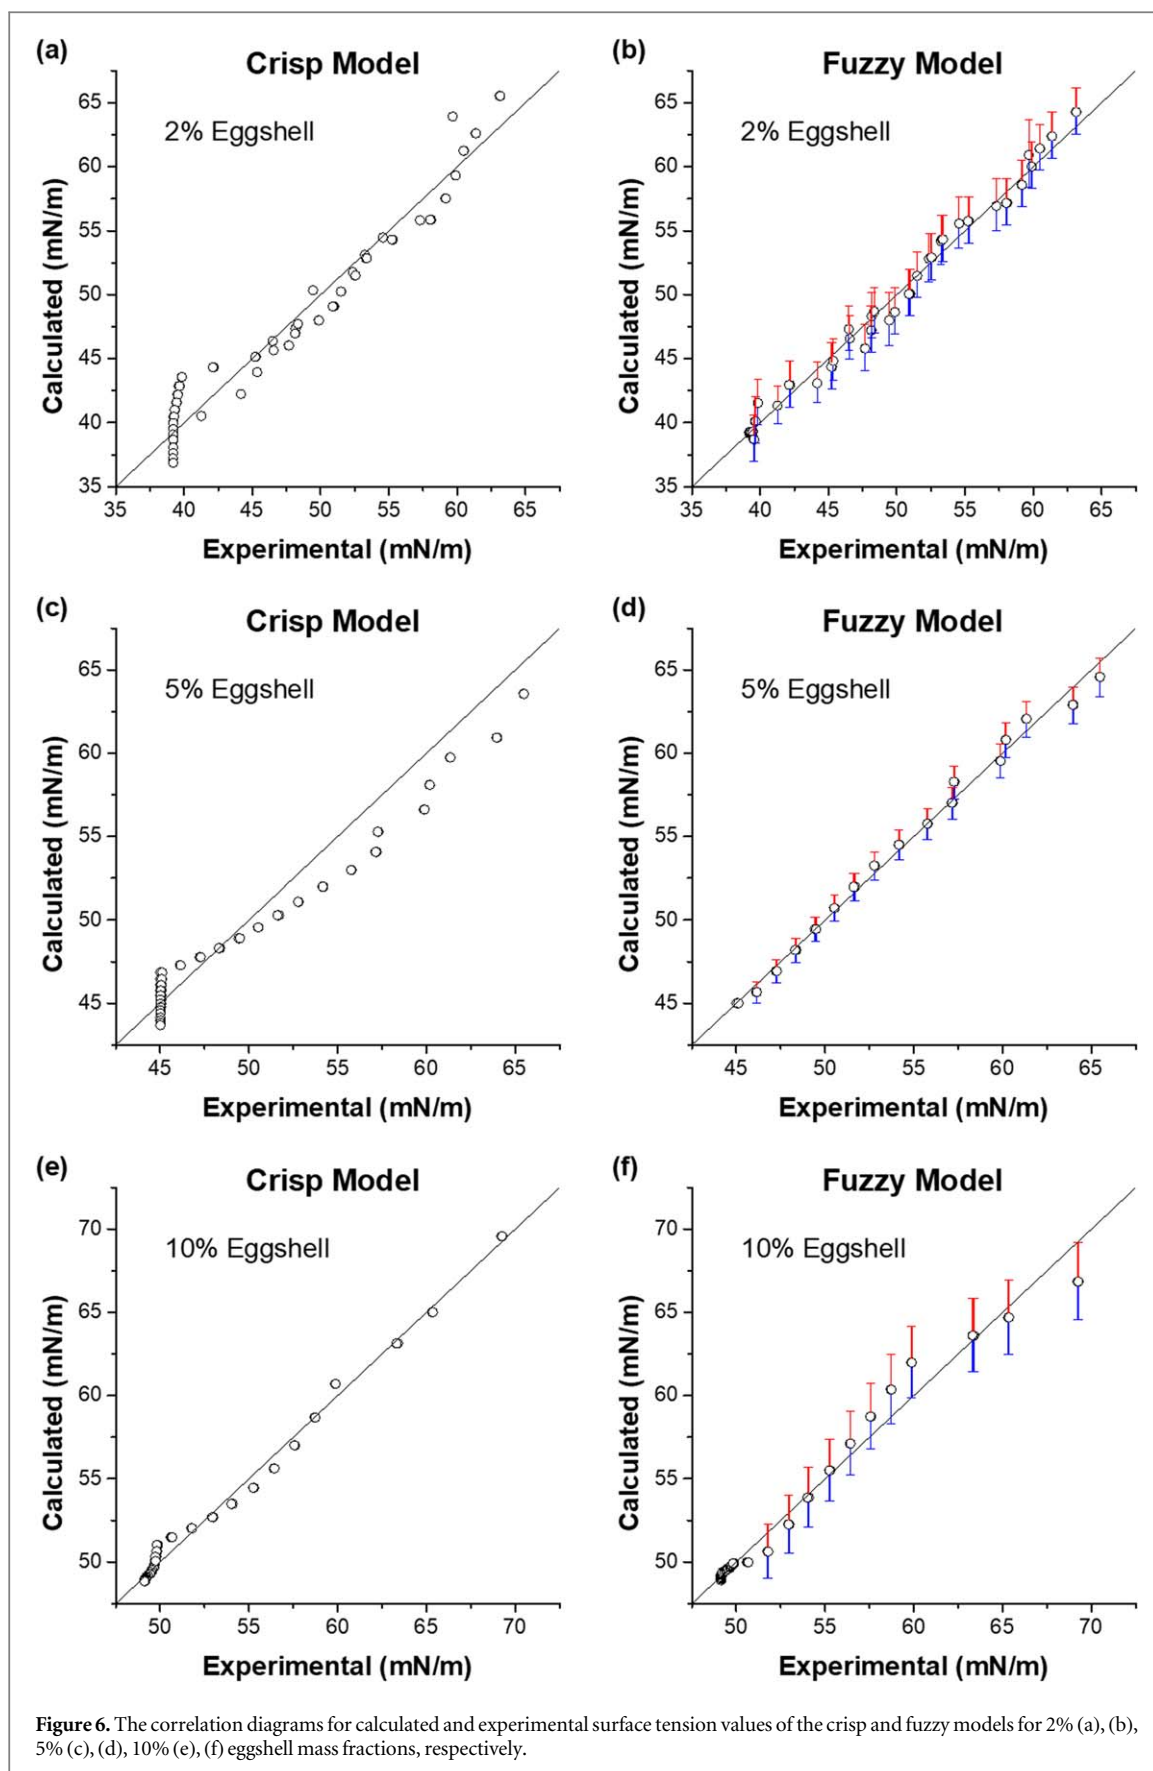 (a)
Crisp Model
2% Eggshell
65
60
55
50
45
40
35
35 40 45 50 55 60 65
Calculated (mN/m)
Experimental (mN/m)
(b)
Fuzzy Model
2% Eggshell
65
60
55
50
45
40
35
35 40 45 50 55 60 65
Calculated (mN/m)
Experimental (mN/m)
(c)
Crisp Model
5% Eggshell
65
60
55
50
45
45 50 55 60 65
Calculated (mN/m)
Experimental (mN/m)
(d)
Fuzzy Model
5% Eggshell
65
60
55
50
45
45 50 55 60 65
Calculated (mN/m)
Experimental (mN/m)
(e)
Crisp Model
10% Eggshell
70
65
60
55
50
50 55 60 65 70
Calculated (mN/m)
Experimental (mN/m)
(f)
Fuzzy Model
10% Eggshell
70
65
60
55
50
50 55 60 65 70
Calculated (mN/m)
Experimental (mN/m)
Figure 6. The correlation diagrams for calculated and experimental surface tension values of the crisp and fuzzy models for 2% (a), (b),
5% (c), (d), 10% (e), (f) eggshell mass fractions, respectively.